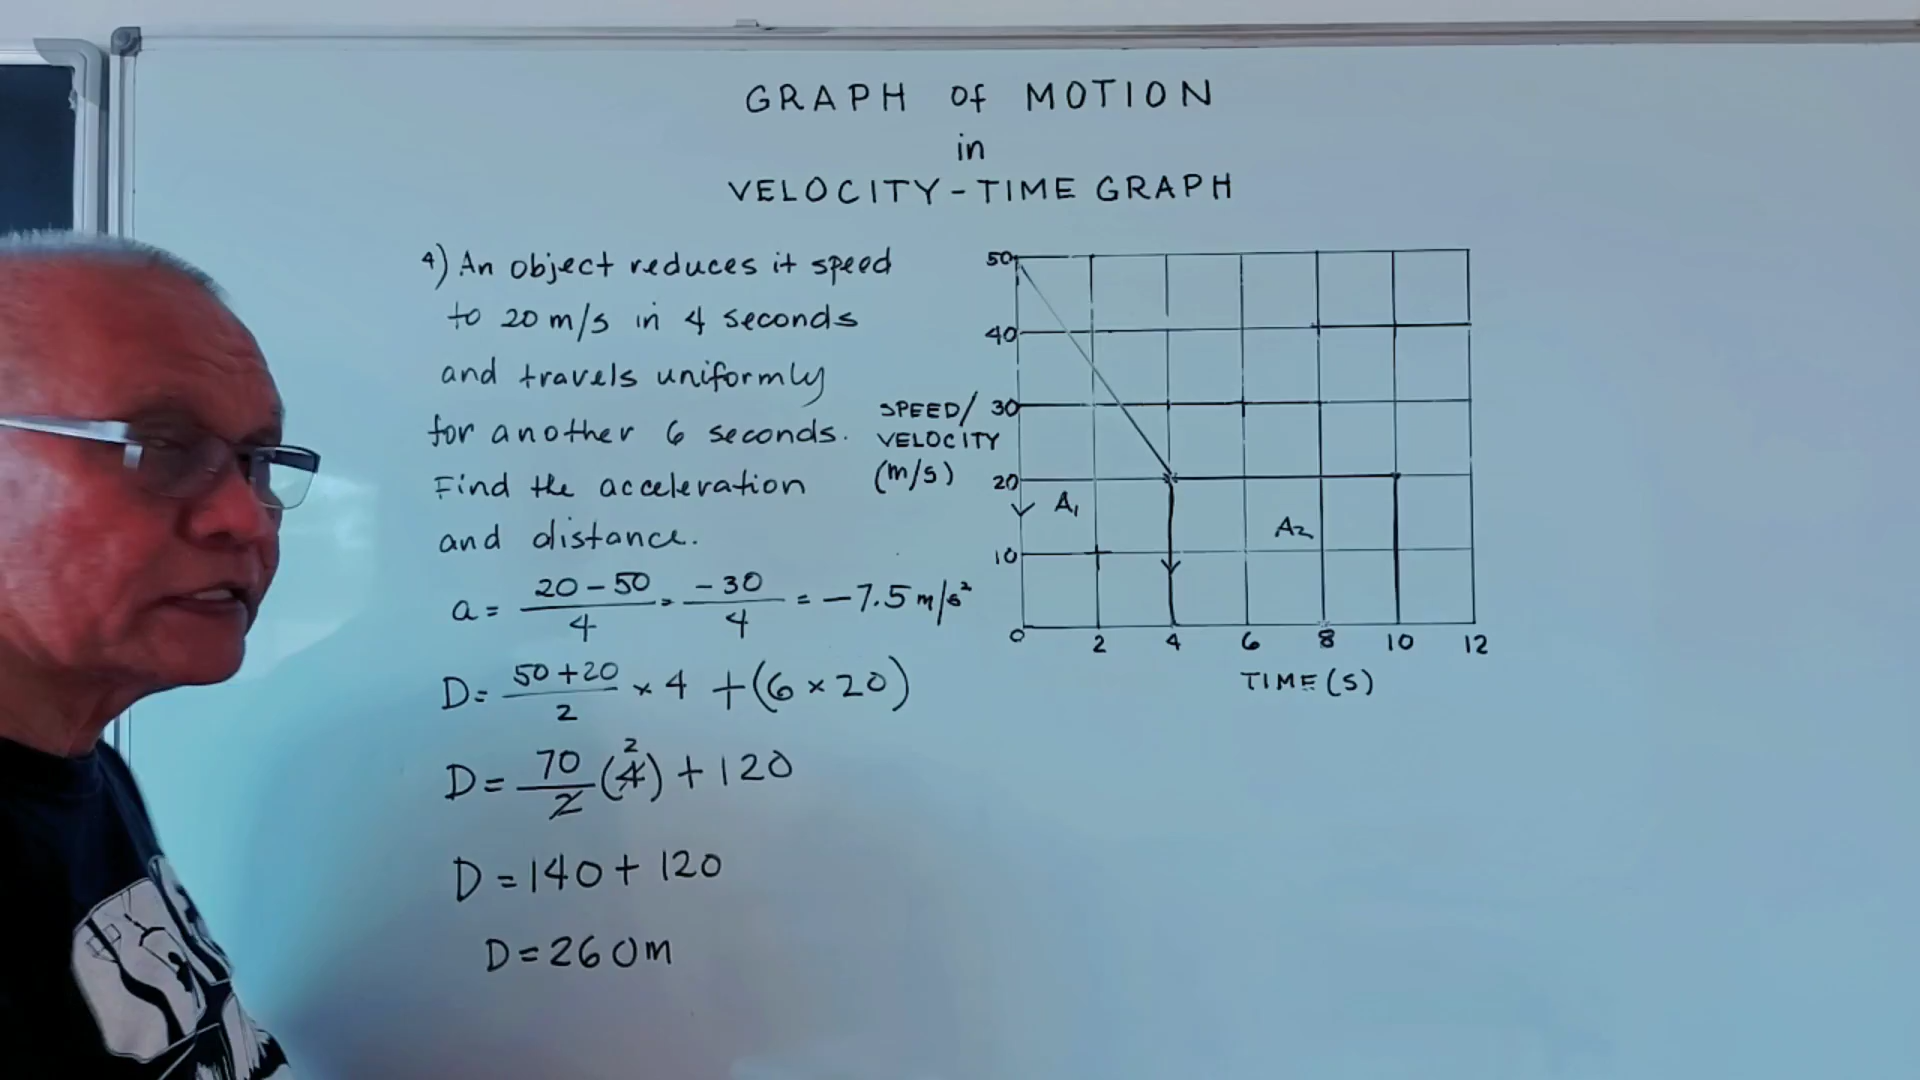 GRAPH of MOTION
in
VELOCITY-TIME GRAPH
4) An object reduces it speed
to 20 m/s in 4 seconds
and travels uniformly
for another 6 seconds.
Find the acceleration
and distance.
a = 20-50/4 = -30/4 = -7.5 m/s²
D = 50+20/2 × 4 + (6 × 20)
D = 70/2 (4) 2 + 120
D = 140 + 120
D = 260m
SPEED/
VELOCITY
(m/s)
50
40
30
20
10
A₁
A₂
0 2 4 6 8 10 12
TIME (S)